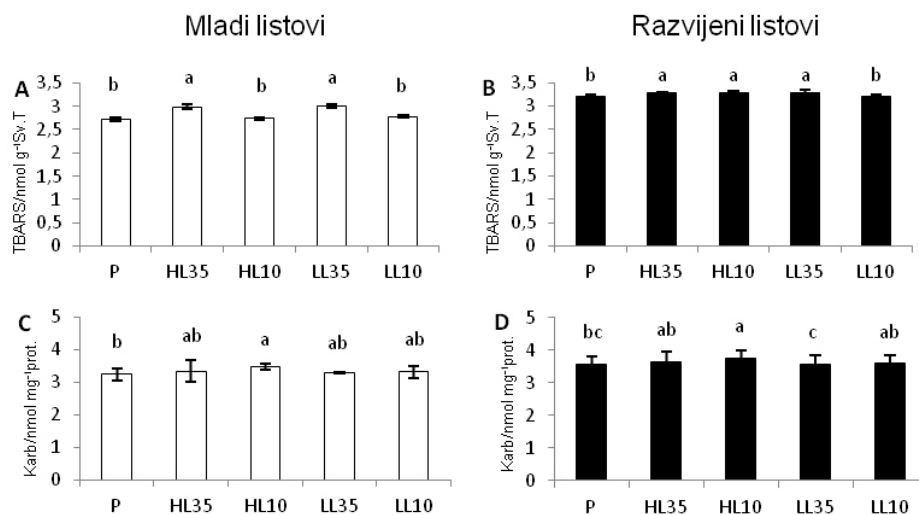 Mladi listovi
Razvijeni listovi
A
TBARS/nmol g⁻¹Sv.T
3,5
3
2,5
2
1,5
1
0,5
0
b a b a b
P HL35 HL10 LL35 LL10
B
TBARS/nmol g⁻¹Sv.T
3,5
3
2,5
2
1,5
1
0,5
0
b a a a b
P HL35 HL10 LL35 LL10
C
Karb/nmol mg⁻¹prot.
5
4
3
2
1
0
b ab a ab ab
P HL35 HL10 LL35 LL10
D
Karb/nmol mg⁻¹prot.
5
4
3
2
1
0
bc ab a c ab
P HL35 HL10 LL35 LL10